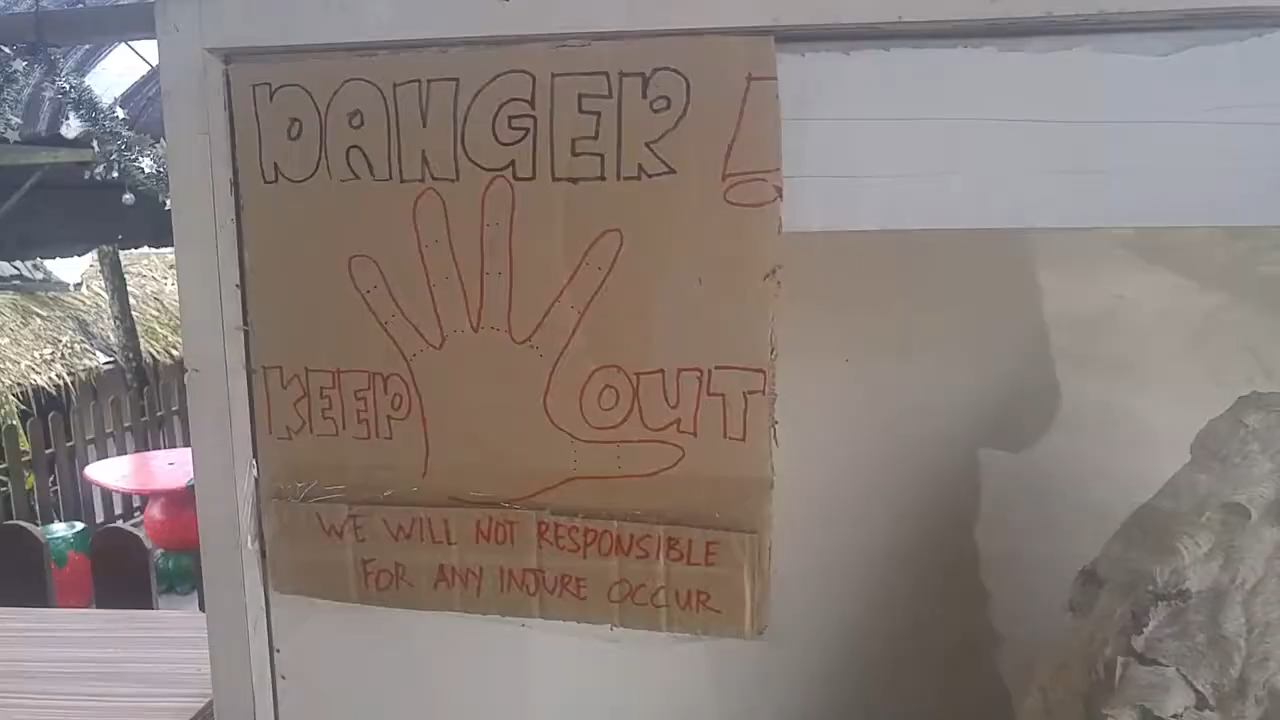 DANGER !
KEEP OUT
WE WILL NOT RESPONSIBLE
FOR ANY INJURE OCCUR